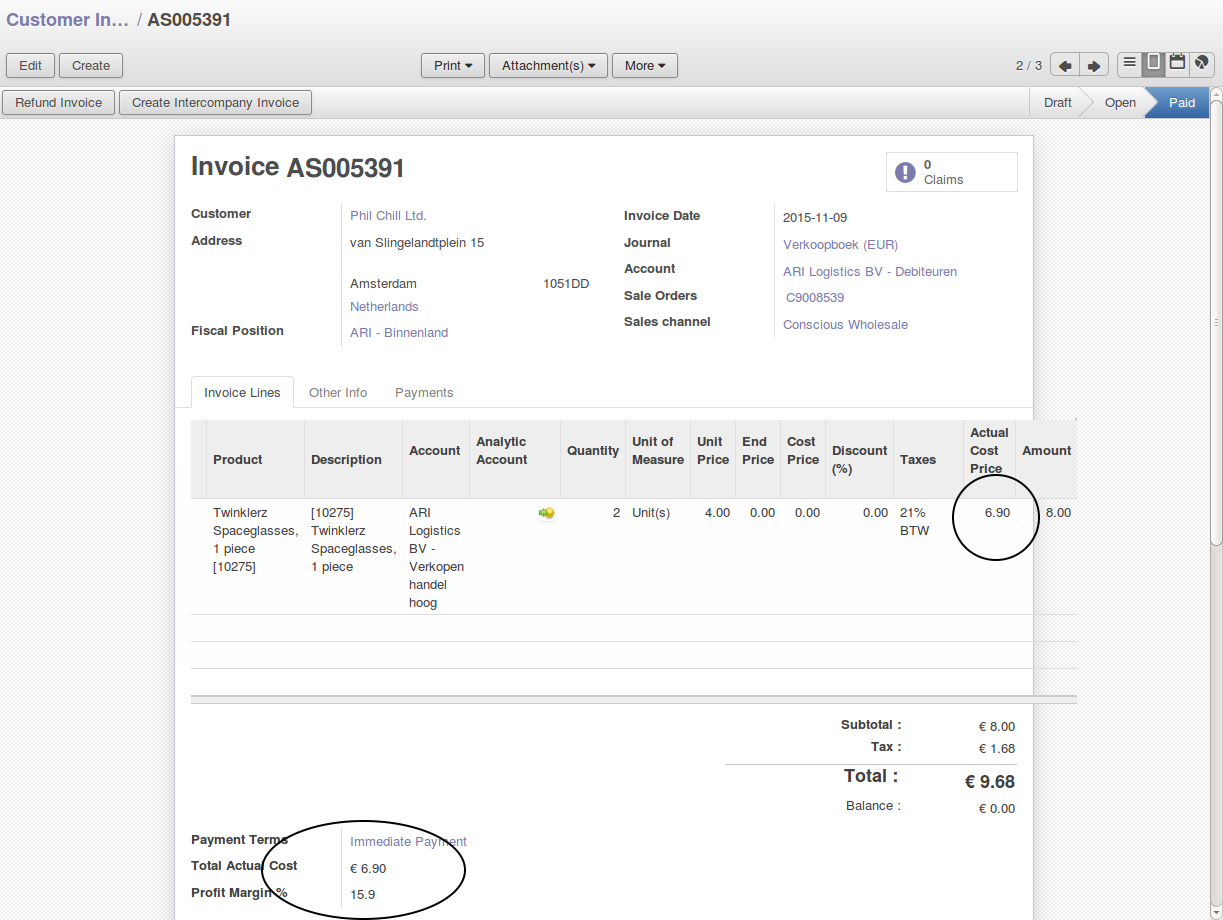 Customer In... / AS005391
Edit Create Print Attachment(s) More 2 / 3
Refund Invoice Create Intercompany Invoice Draft Open Paid
Invoice AS005391
0
Claims
Customer Phil Chill Ltd.
Address van Slingelandtplein 15
Amsterdam 1051DD
Netherlands
Fiscal Position ARI - Binnenland
Invoice Date 2015-11-09
Journal Verkoopboek (EUR)
Account ARI Logistics BV - Debiteuren
Sale Orders C9008539
Sales channel Conscious Wholesale
Invoice Lines Other Info Payments
Product
Description
Account
Analytic
Account
Quantity
Unit of
Measure
Unit
Price
End
Price
Cost
Price
Discount
(%)
Taxes
Actual
Cost
Price
Amount
Twinklerz
Spaceglasses,
1 piece
[10275]
[10275]
Twinklerz
Spaceglasses,
1 piece
ARI
Logistics
BV -
Verkopen
handel
hoog
2 Unit(s) 4.00 0.00 0.00 0.00
21%
BTW
6.90 8.00
Subtotal : € 8.00
Tax : € 1.68
Total : € 9.68
Balance : € 0.00
Payment Terms Immediate Payment
Total Actual Cost € 6.90
Profit Margin % 15.9